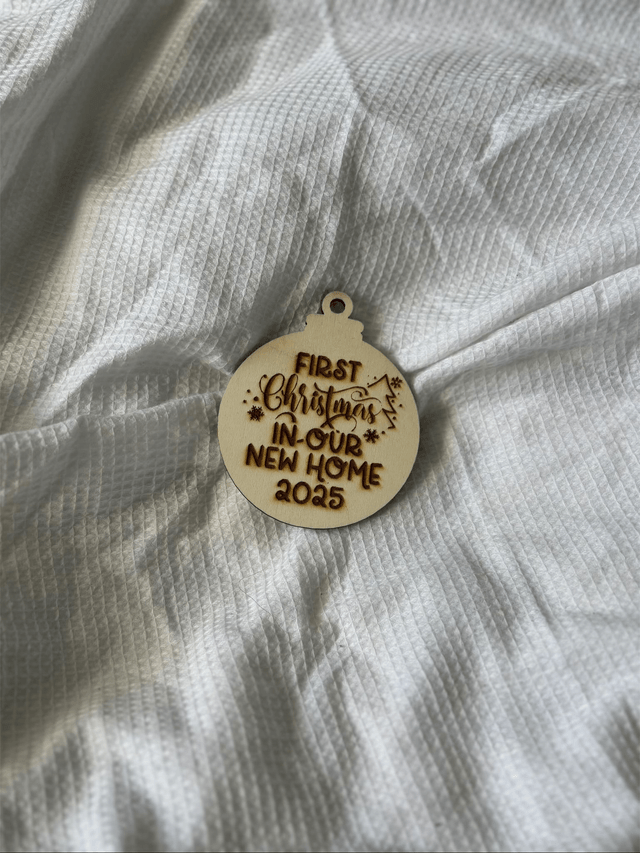 FIRST
Christmas
IN OUR
NEW HOME
2025